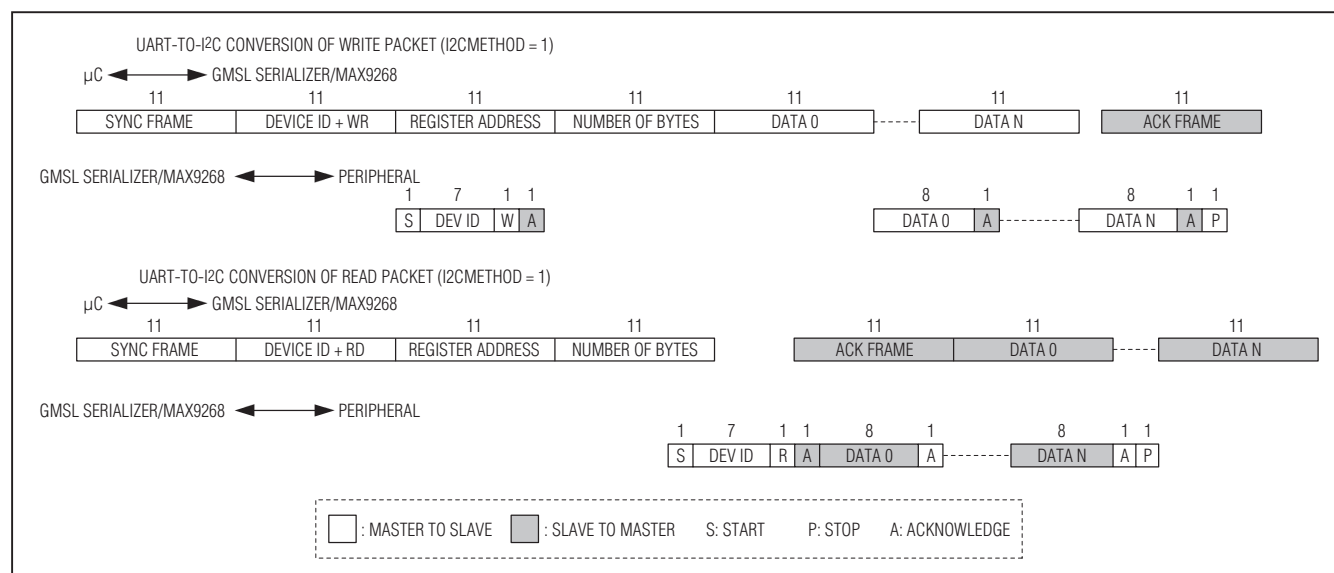 UART-TO-I2C CONVERSION OF WRITE PACKET (I2CMETHOD = 1)
µC GMSL SERIALIZER/MAX9268
11 11 11 11 11 11 11
SYNC FRAME DEVICE ID + WR REGISTER ADDRESS NUMBER OF BYTES DATA 0 DATA N ACK FRAME
GMSL SERIALIZER/MAX9268 PERIPHERAL
1 7 1 1 8 1 8 1 1
S DEV ID W A DATA 0 A DATA N A P
UART-TO-I2C CONVERSION OF READ PACKET (I2CMETHOD = 1)
µC GMSL SERIALIZER/MAX9268
11 11 11 11 11 11 11
SYNC FRAME DEVICE ID + RD REGISTER ADDRESS NUMBER OF BYTES ACK FRAME DATA 0 DATA N
GMSL SERIALIZER/MAX9268 PERIPHERAL
1 7 1 1 8 1 8 1 1
S DEV ID R A DATA 0 A DATA N A P
: MASTER TO SLAVE : SLAVE TO MASTER S: START P: STOP A: ACKNOWLEDGE